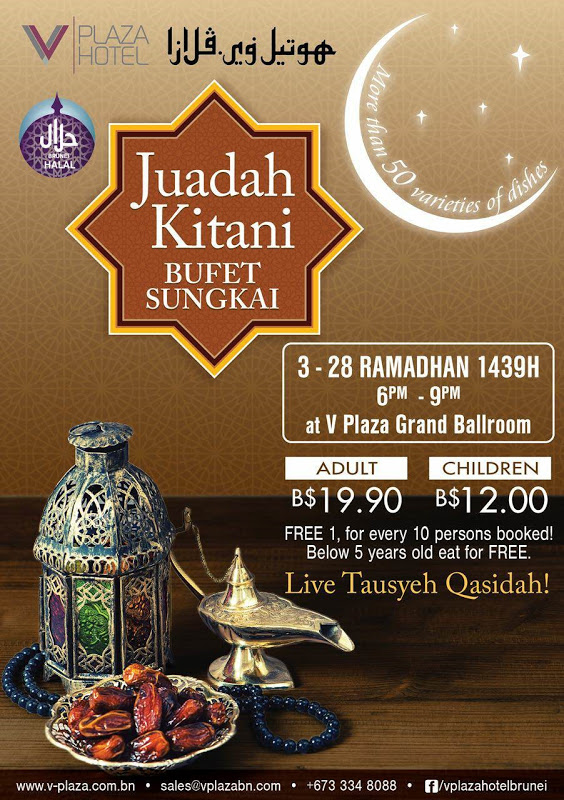 V PLAZA
HOTEL
هوتيل ۏي. ڤلازا
حلال
BRUNEI
HALAL
Juadah
Kitani
BUFET
SUNGKAI
More than 50 varieties of dishes
3 - 28 RAMADHAN 1439H
6PM - 9PM
at V Plaza Grand Ballroom
ADULT CHILDREN
B$19.90 B$12.00
FREE 1, for every 10 persons booked!
Below 5 years old eat for FREE.
Live Tausyeh Qasidah!
www.v-plaza.com.bn • sales@vplazabn.com • +673 334 8088 • f/vplazahotelbrunei